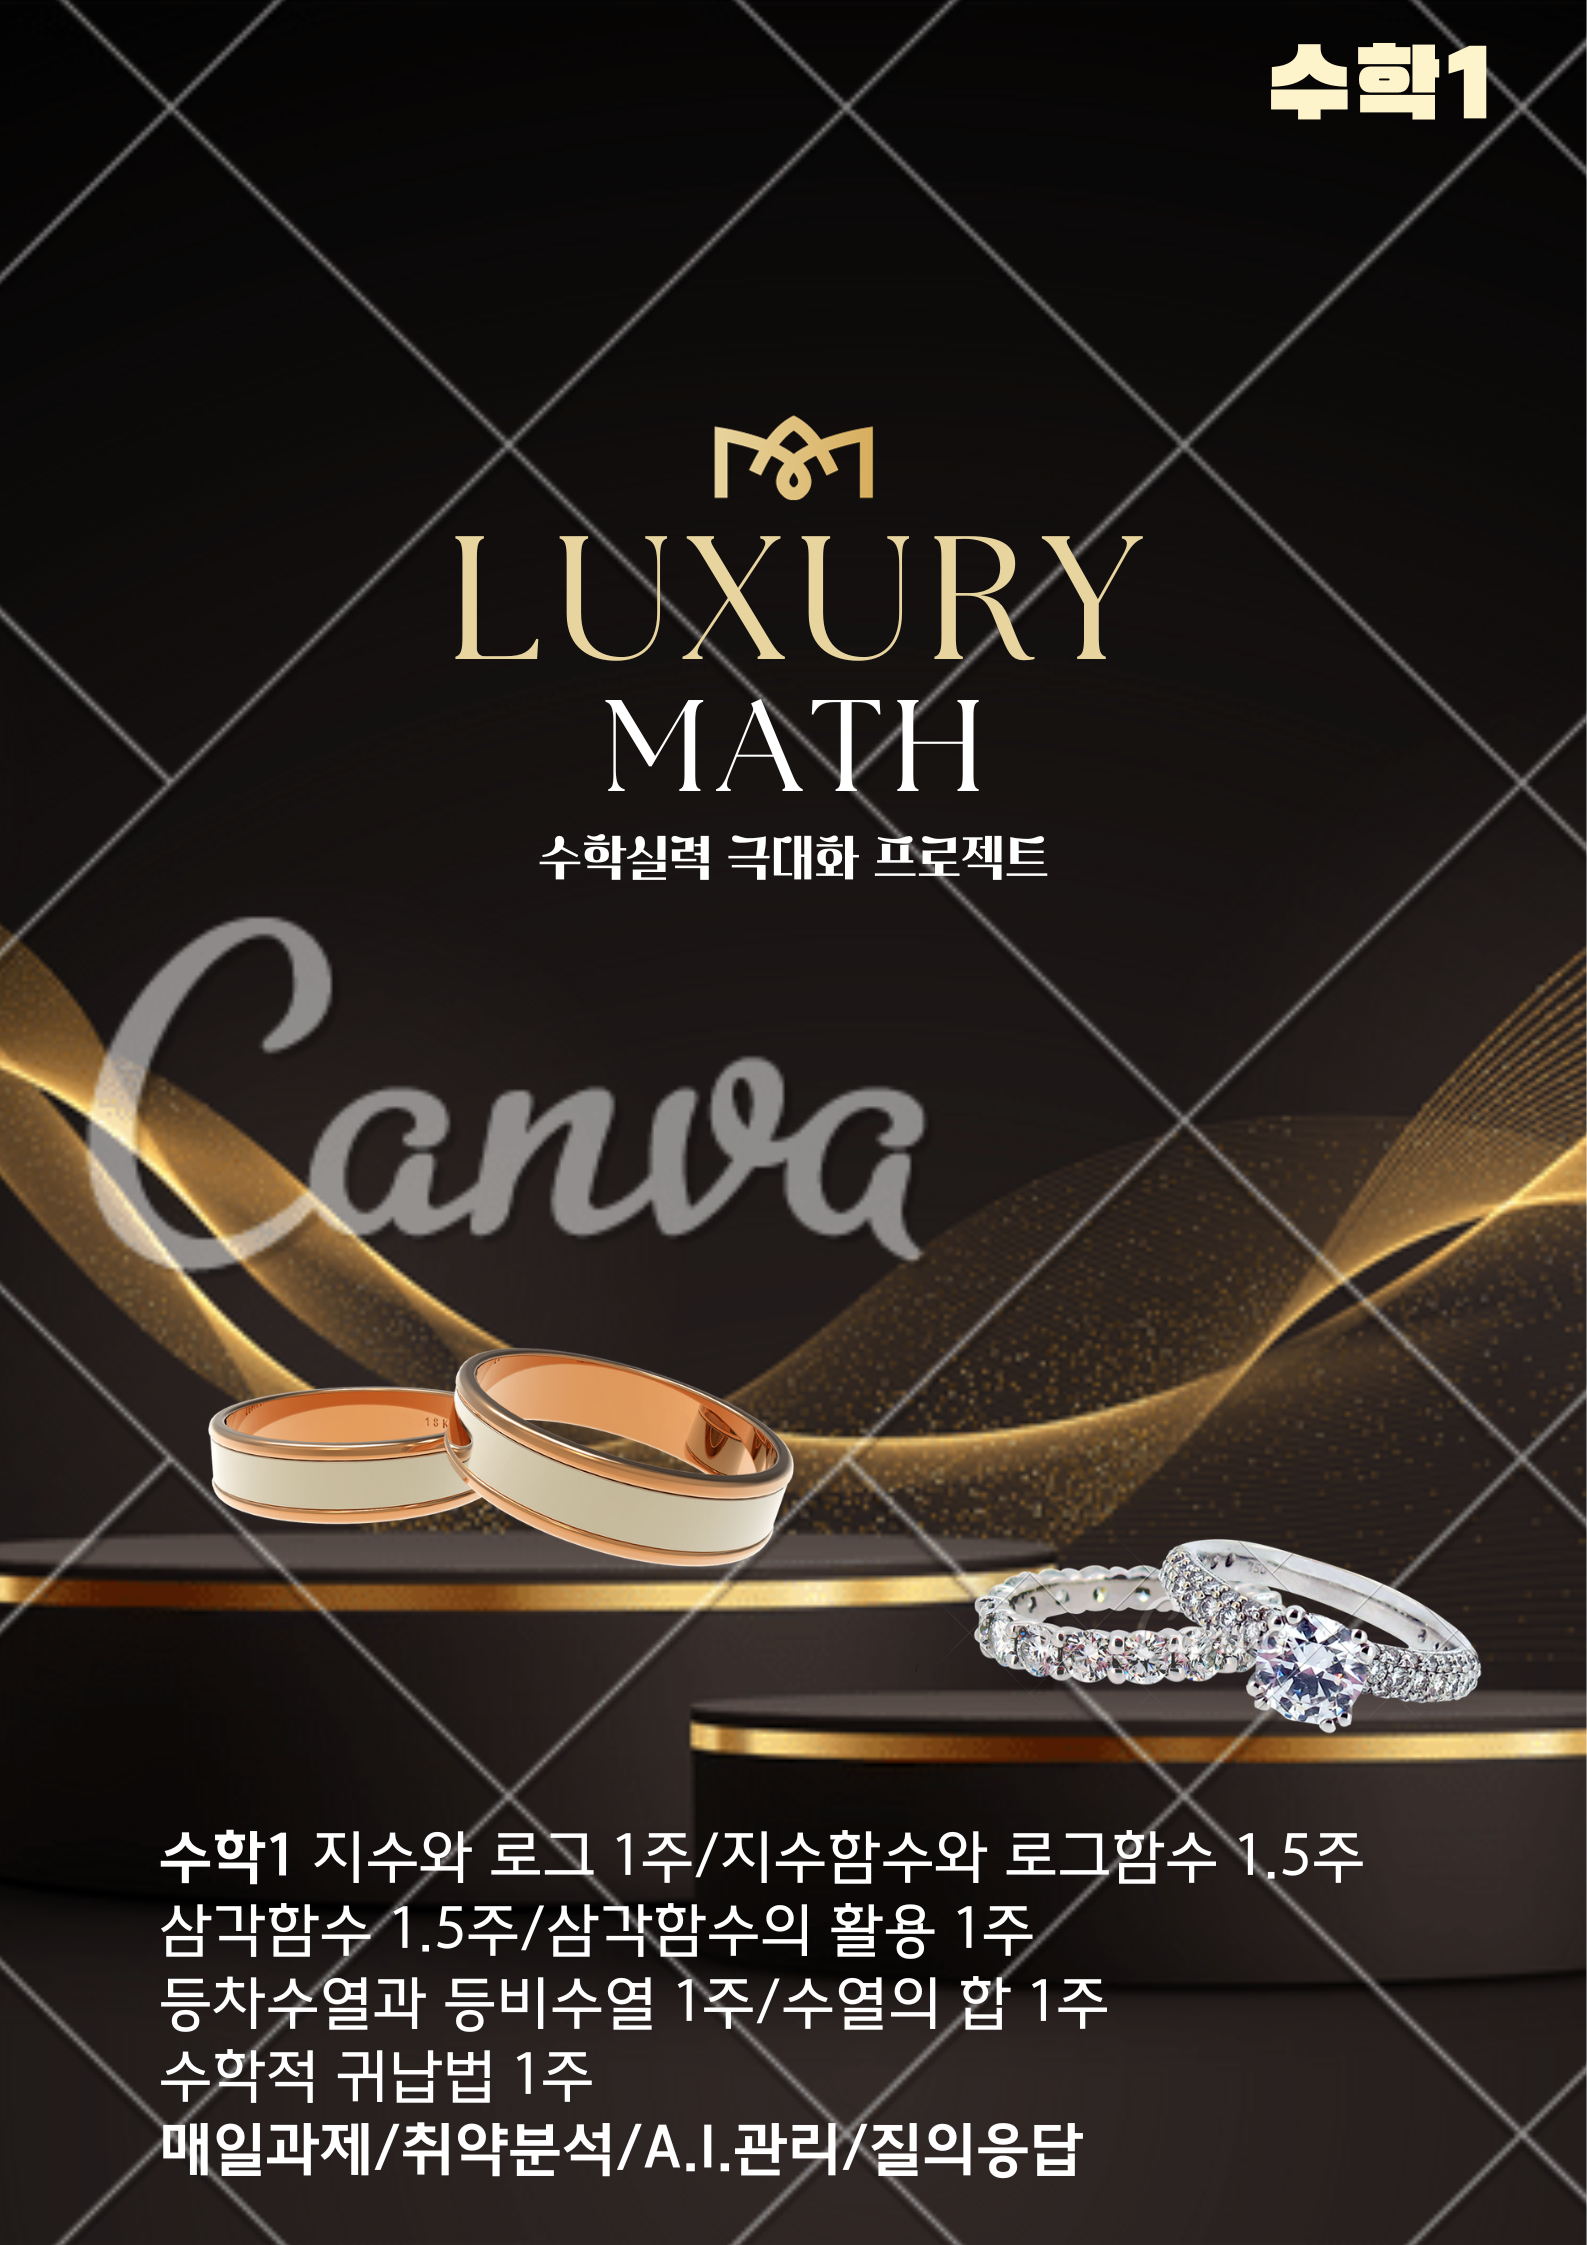 수학1
LUXURY
MATH
수학실력 극대화 프로젝트
Canva
18K
750
수학1 지수와 로그 1주/지수함수와 로그함수 1.5주
삼각함수 1.5주/삼각함수의 활용 1주
등차수열과 등비수열 1주/수열의 합 1주
수학적 귀납법 1주
매일과제/취약분석/A.I.관리/질의응답